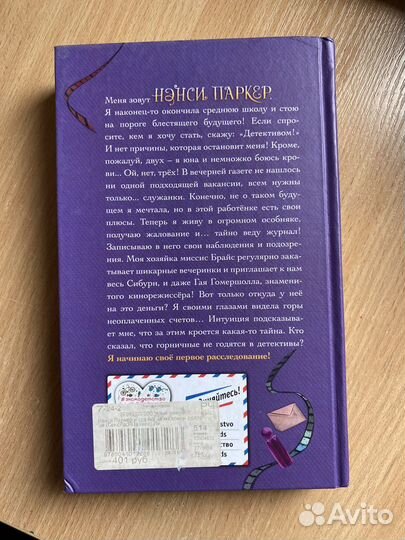 Меня зовут НЭНСИ ПАРКЕР.
Я наконец-то окончила среднюю школу и стою
на пороге блестящего будущего! Если спро-
сите, кем я хочу стать, скажу: «Детективом!»
И нет причины, которая остановит меня! Кроме,
пожалуй, двух – я юна и немножко боюсь кро-
ви... Ой, нет, трёх! В вечерней газете не нашлось
ни одной подходящей вакансии, всем нужны
только... служанки. Конечно, не о таком буду-
щем я мечтала, но в этой работёнке есть свои
плюсы. Теперь я живу в огромном особняке,
получаю жалование и... тайно веду журнал!
Записываю в него свои наблюдения и подозре-
ния. Моя хозяйка миссис Брайс регулярно зака-
тывает шикарные вечеринки и приглашает к нам
весь Сибурн, и даже Гая Гомершолла, знамени-
того кинорежиссёра! Вот только откуда у неё
на это деньги? Я своими глазами видела горы
неоплаченных счетов... Интуиция подсказыва-
ет мне, что за этим кроется какая-то тайна. Кто
сказал, что горничные не годятся в детективы?
Я начинаю своё первое расследование!
#эксмодетство
401 руб.
514
Avito